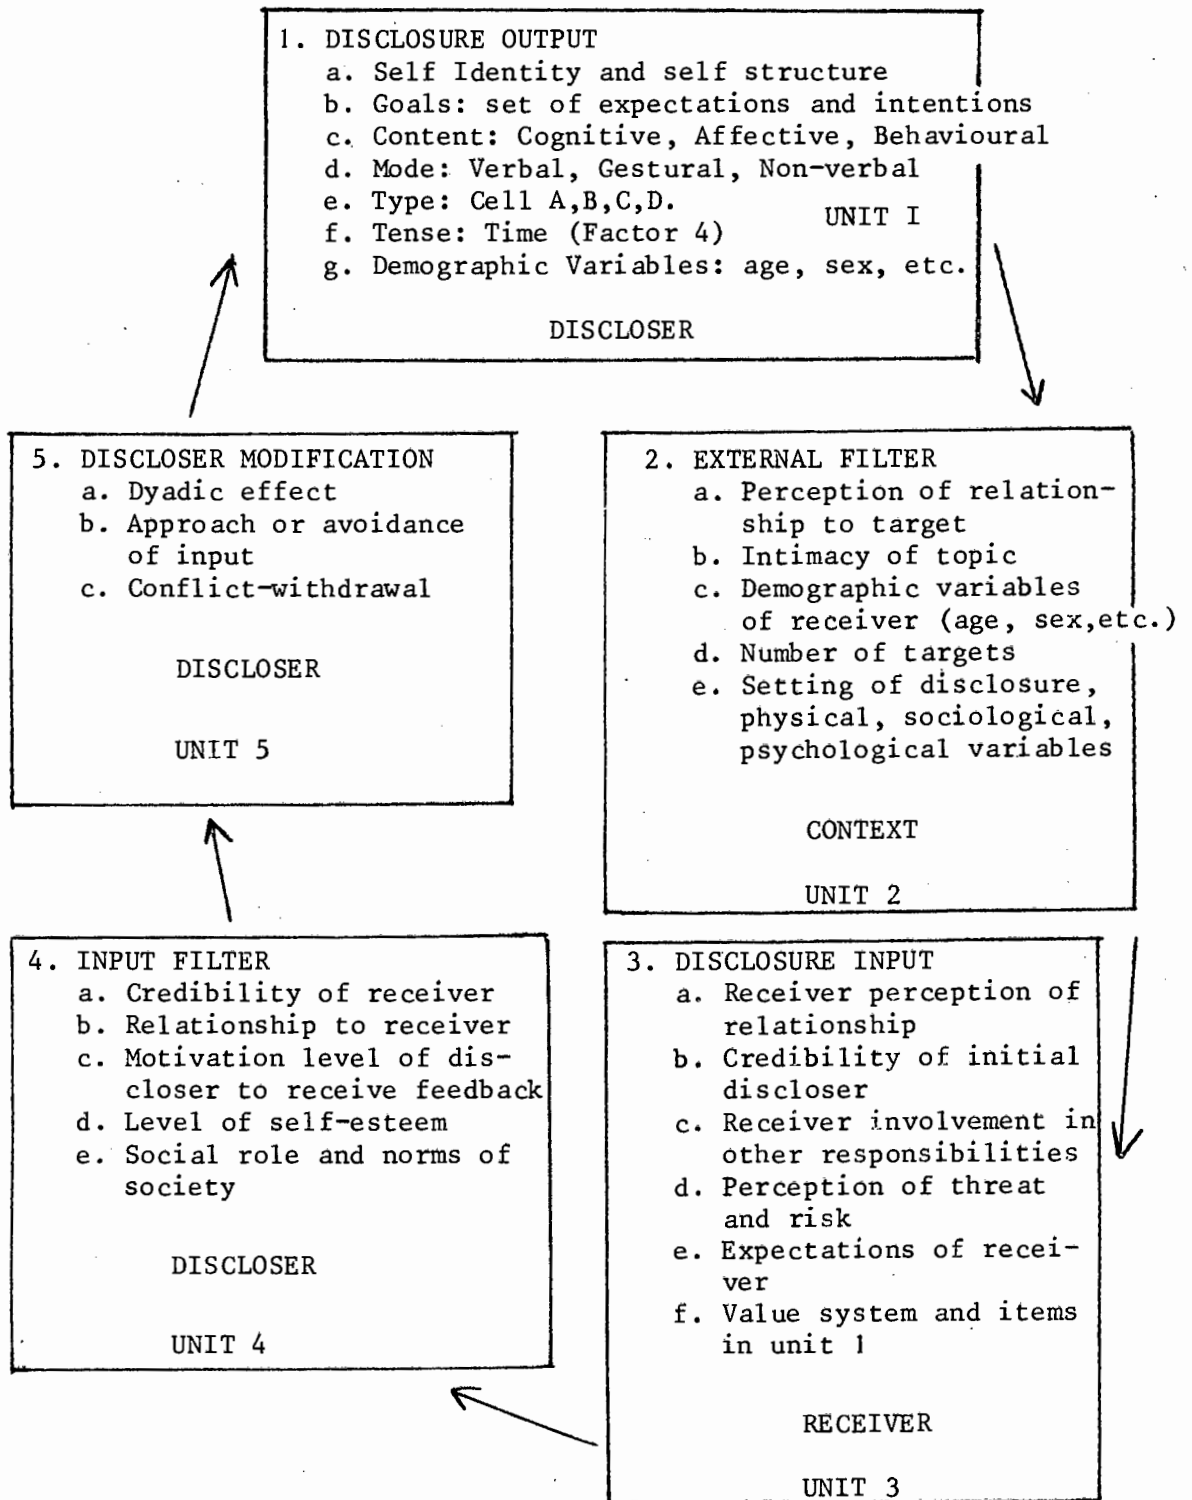 1. DISCLOSURE OUTPUT
a. Self Identity and self structure
b. Goals: set of expectations and intentions
c. Content: Cognitive, Affective, Behavioural
d. Mode: Verbal, Gestural, Non-verbal
e. Type: Cell A,B,C,D.
UNIT I
f. Tense: Time (Factor 4)
g. Demographic Variables: age, sex, etc.
DISCLOSER
2. EXTERNAL FILTER
a. Perception of relation-
ship to target
b. Intimacy of topic
c. Demographic variables
of receiver (age, sex,etc.)
d. Number of targets
e. Setting of disclosure,
physical, sociological,
psychological variables
CONTEXT
UNIT 2
3. DISCLOSURE INPUT
a. Receiver perception of
relationship
b. Credibility of initial
discloser
c. Receiver involvement in
other responsibilities
d. Perception of threat
and risk
e. Expectations of recei-
ver
f. Value system and items
in unit 1
RECEIVER
UNIT 3
4. INPUT FILTER
a. Credibility of receiver
b. Relationship to receiver
c. Motivation level of dis-
closer to receive feedback
d. Level of self-esteem
e. Social role and norms of
society
DISCLOSER
UNIT 4
5. DISCLOSER MODIFICATION
a. Dyadic effect
b. Approach or avoidance
of input
c. Conflict-withdrawal
DISCLOSER
UNIT 5